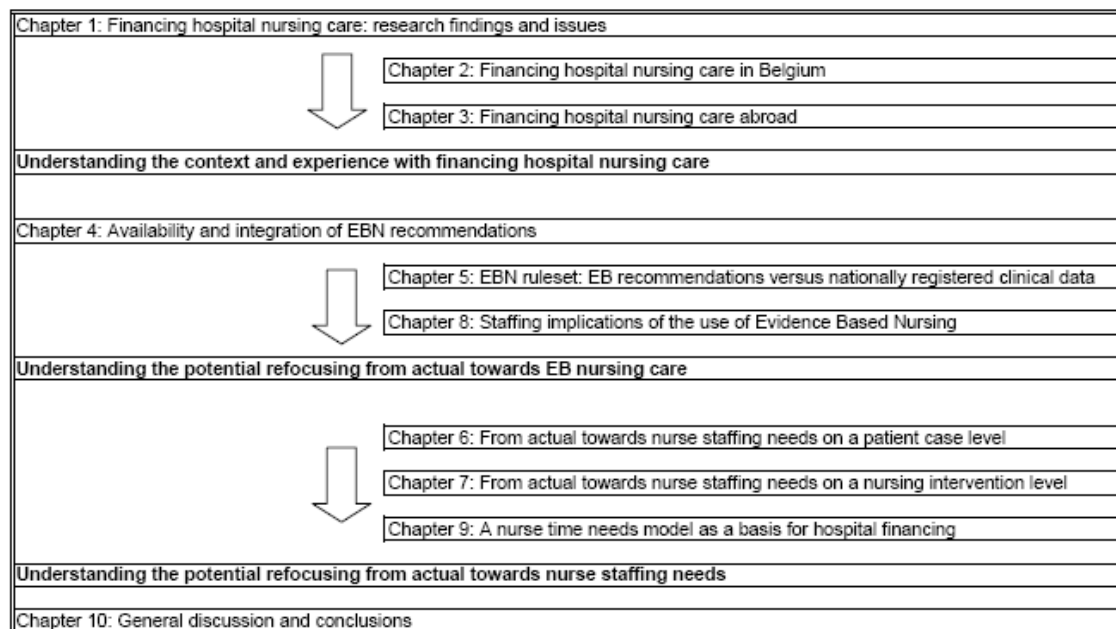 Chapter 1: Financing hospital nursing care: research findings and issues
Chapter 2: Financing hospital nursing care in Belgium
Chapter 3: Financing hospital nursing care abroad
Understanding the context and experience with financing hospital nursing care
Chapter 4: Availability and integration of EBN recommendations
Chapter 5: EBN ruleset: EB recommendations versus nationally registered clinical data
Chapter 8: Staffing implications of the use of Evidence Based Nursing
Understanding the potential refocusing from actual towards EB nursing care
Chapter 6: From actual towards nurse staffing needs on a patient case level
Chapter 7: From actual towards nurse staffing needs on a nursing intervention level
Chapter 9: A nurse time needs model as a basis for hospital financing
Understanding the potential refocusing from actual towards nurse staffing needs
Chapter 10: General discussion and conclusions